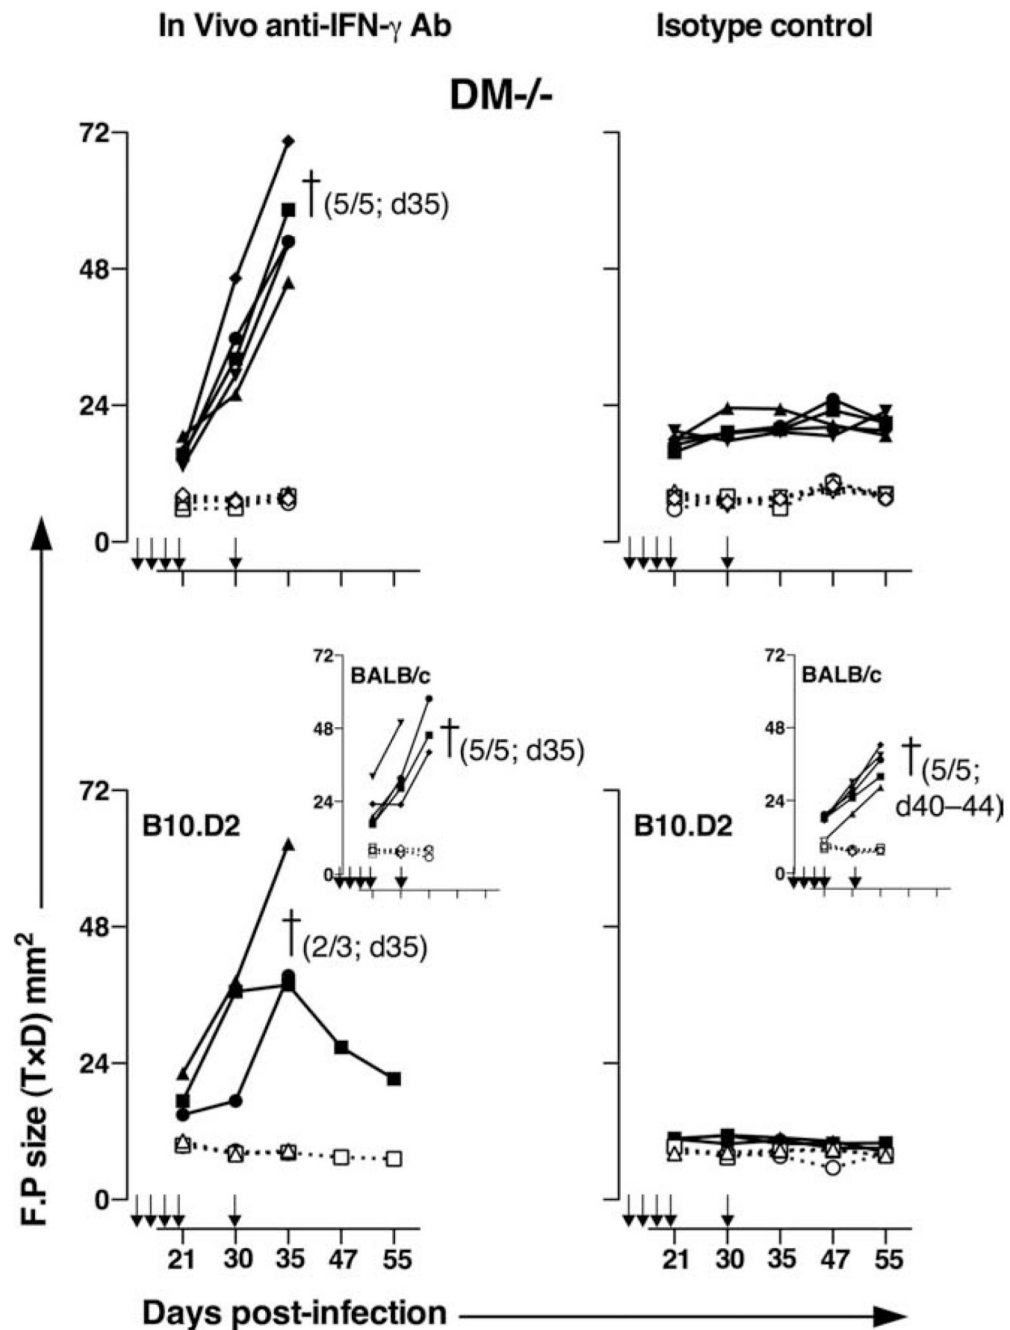 In Vivo anti-IFN-γ Ab
Isotype control
DM-/-
72
48
24
0
†(5/5; d35)
F.P size (T×D) mm²
BALB/c
72
48
24
0
†(5/5; d35)
BALB/c
72
48
24
0
†(5/5;
d40–44)
B10.D2
72
48
24
0
†(2/3; d35)
B10.D2
21 30 35 47 55
21 30 35 47 55
Days post-infection